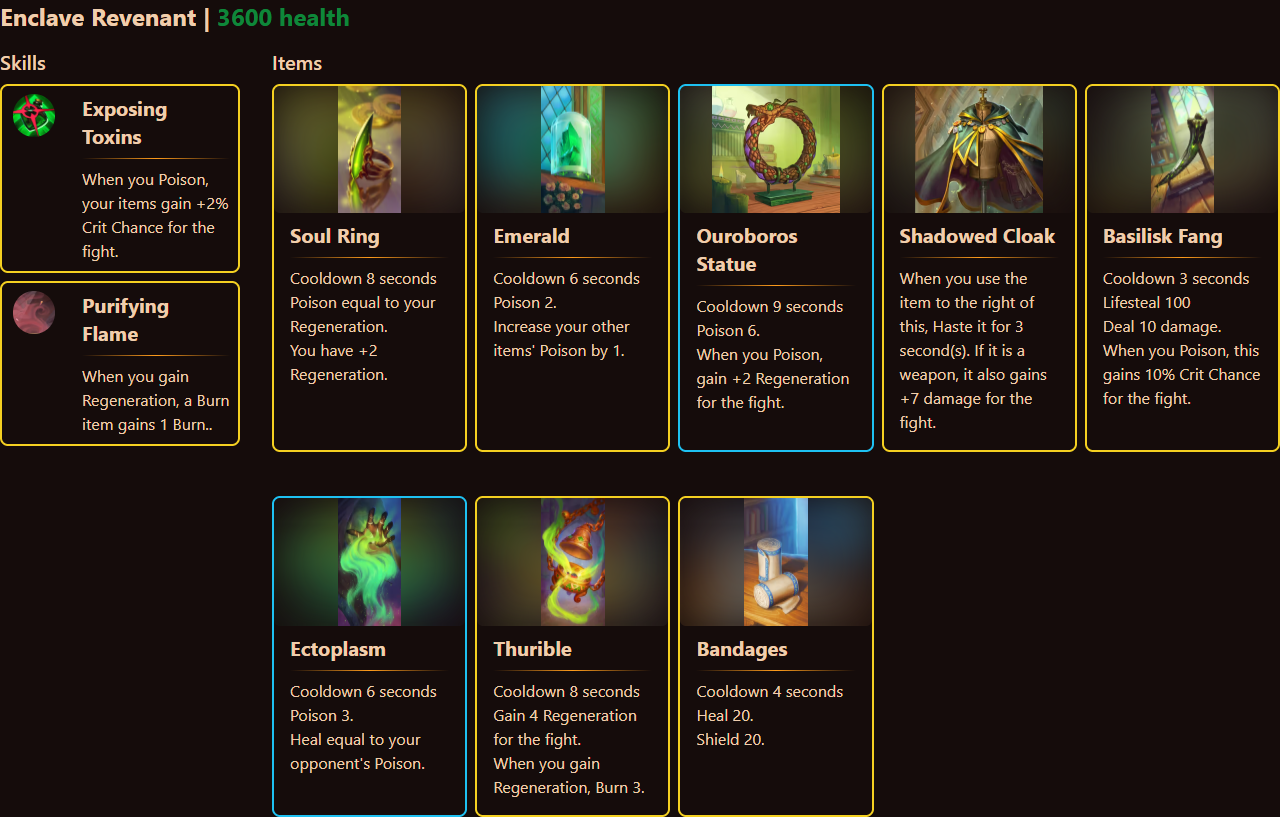 Enclave Revenant | 3600 health
Skills
Exposing
Toxins
When you Poison,
your items gain +2%
Crit Chance for the
fight.
Purifying
Flame
When you gain
Regeneration, a Burn
item gains 1 Burn..
Items
Soul Ring
Cooldown 8 seconds
Poison equal to your
Regeneration.
You have +2
Regeneration.
Emerald
Cooldown 6 seconds
Poison 2.
Increase your other
items' Poison by 1.
Ouroboros
Statue
Cooldown 9 seconds
Poison 6.
When you Poison,
gain +2 Regeneration
for the fight.
Shadowed Cloak
When you use the
item to the right of
this, Haste it for 3
second(s). If it is a
weapon, it also gains
+7 damage for the
fight.
Basilisk Fang
Cooldown 3 seconds
Lifesteal 100
Deal 10 damage.
When you Poison, this
gains 10% Crit Chance
for the fight.
Ectoplasm
Cooldown 6 seconds
Poison 3.
Heal equal to your
opponent's Poison.
Thurible
Cooldown 8 seconds
Gain 4 Regeneration
for the fight.
When you gain
Regeneration, Burn 3.
Bandages
Cooldown 4 seconds
Heal 20.
Shield 20.